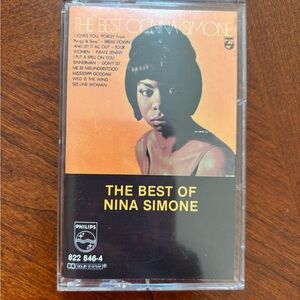 THE BEST OF NINA SIMONE
I LOVES YOU, PORGY from
"Porgy & Bess" - BREAK DOWN
AND LET IT ALL OUT - FOUR
WOMEN - PIRATE JENNY
I PUT A SPELL ON YOU
SINNERMAN - DON'T LET
ME BE MISUNDERSTOOD
MISSISSIPPI GODDAM
WILD IS THE WIND
SEE-LINE WOMAN
THE BEST OF
NINA SIMONE
PHILIPS
822 846-4
DOLBY SYSTEM